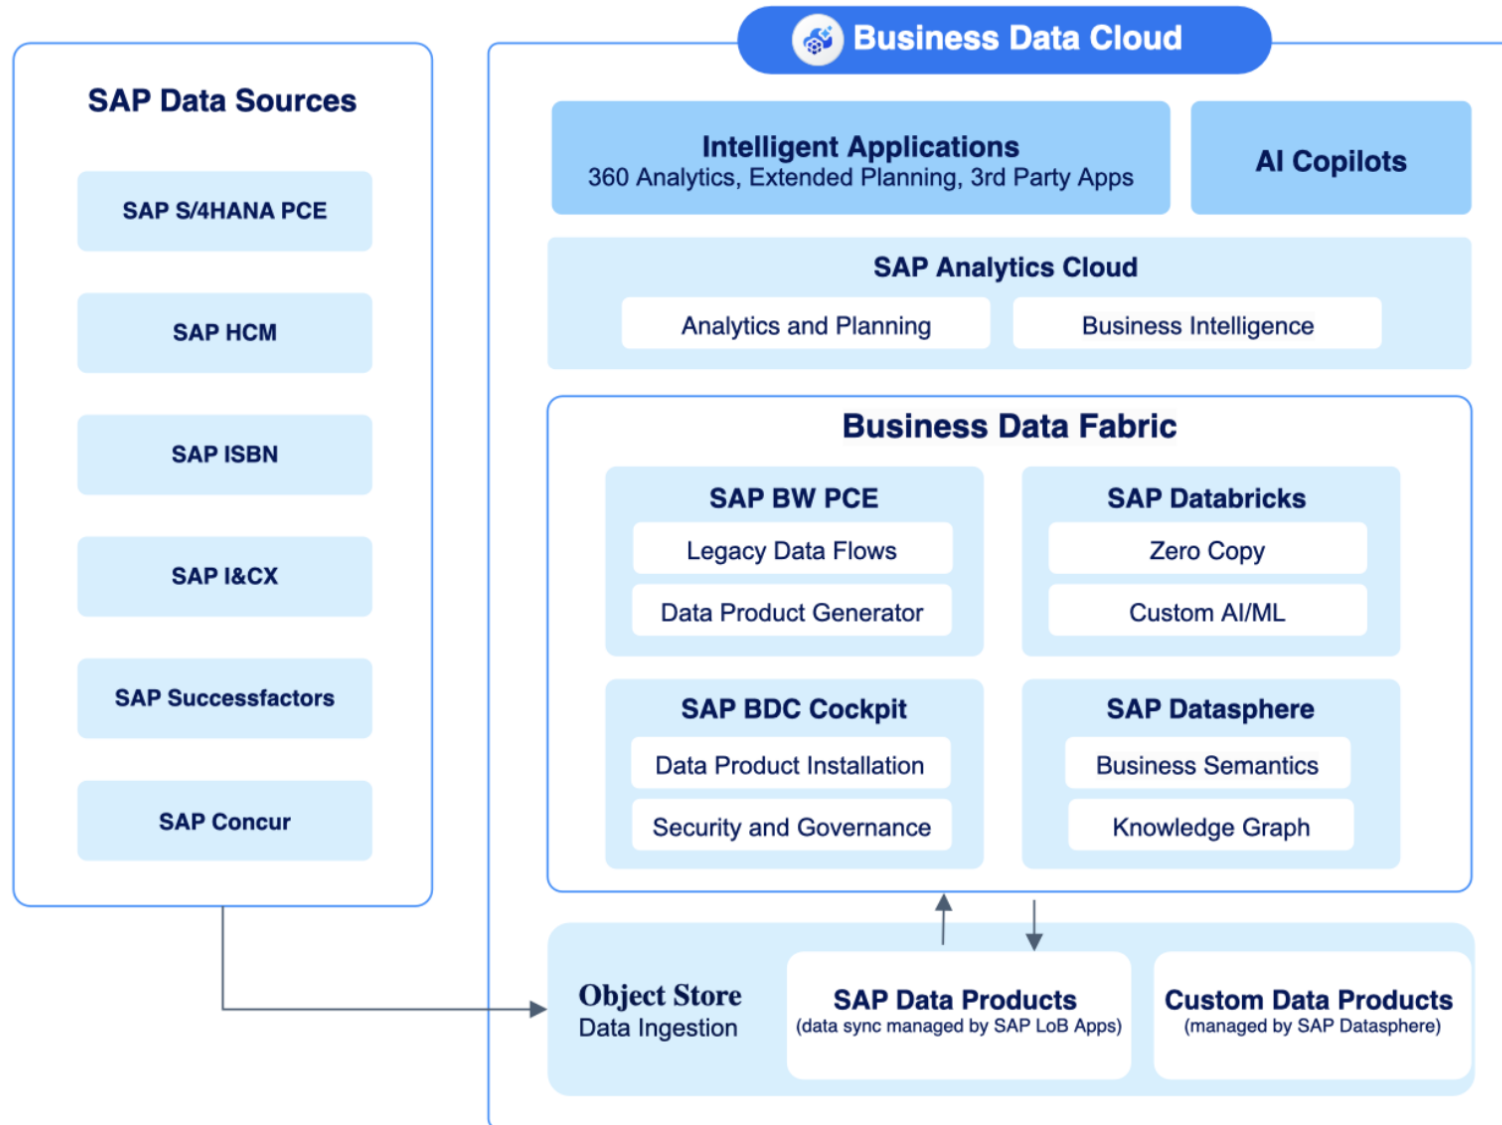 Business Data Cloud
SAP Data Sources
SAP S/4HANA PCE
SAP HCM
SAP ISBN
SAP I&CX
SAP Successfactors
SAP Concur
Intelligent Applications
360 Analytics, Extended Planning, 3rd Party Apps
AI Copilots
SAP Analytics Cloud
Analytics and Planning
Business Intelligence
Business Data Fabric
SAP BW PCE
Legacy Data Flows
Data Product Generator
SAP Databricks
Zero Copy
Custom AI/ML
SAP BDC Cockpit
Data Product Installation
Security and Governance
SAP Datasphere
Business Semantics
Knowledge Graph
Object Store
Data Ingestion
SAP Data Products
(data sync managed by SAP LoB Apps)
Custom Data Products
(managed by SAP Datasphere)